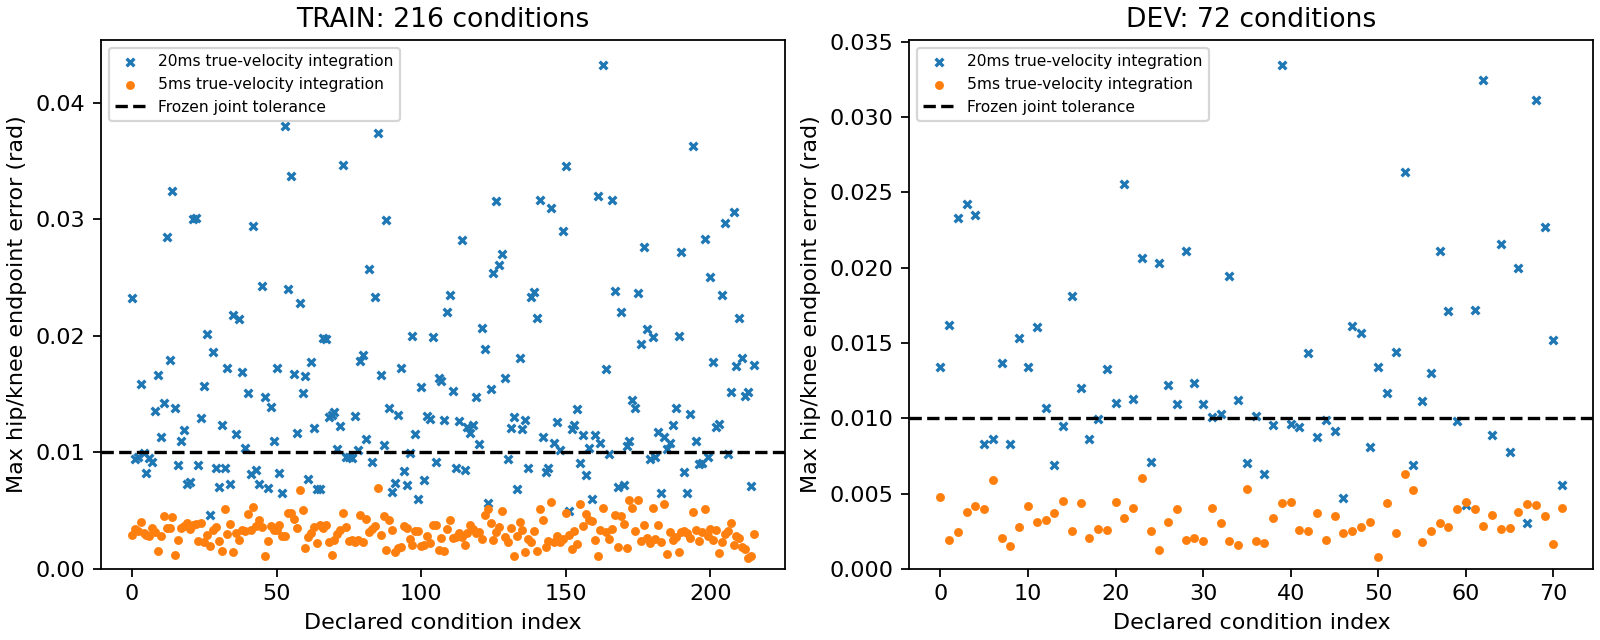 TRAIN: 216 conditions
20ms true-velocity integration
5ms true-velocity integration
Frozen joint tolerance
Max hip/knee endpoint error (rad)
0.04
0.03
0.02
0.01
0.00
0 50 100 150 200
Declared condition index
DEV: 72 conditions
20ms true-velocity integration
5ms true-velocity integration
Frozen joint tolerance
Max hip/knee endpoint error (rad)
0.035
0.030
0.025
0.020
0.015
0.010
0.005
0.000
0 10 20 30 40 50 60 70
Declared condition index